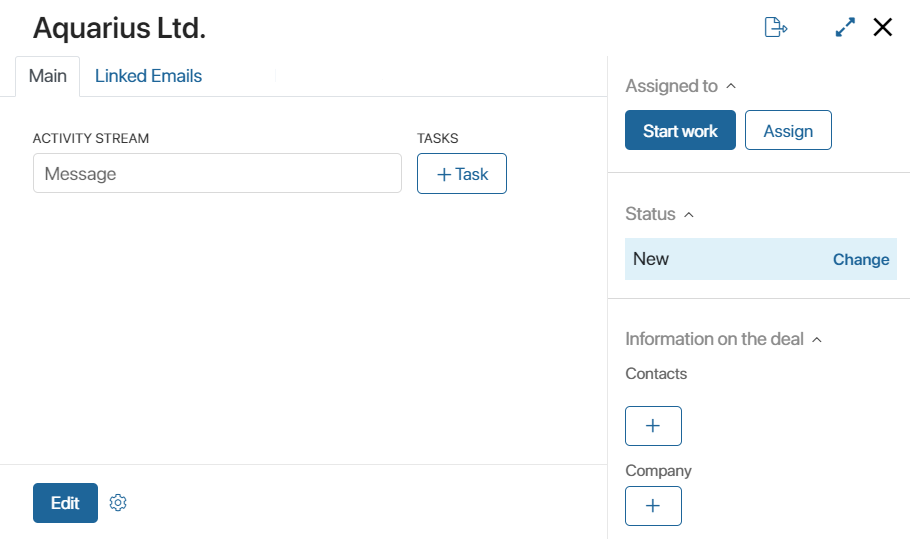 Aquarius Ltd.
Main
Linked Emails
ACTIVITY STREAM
Message
TASKS
+ Task
Edit
Assigned to
Start work
Assign
Status
New
Change
Information on the deal
Contacts
+
Company
+